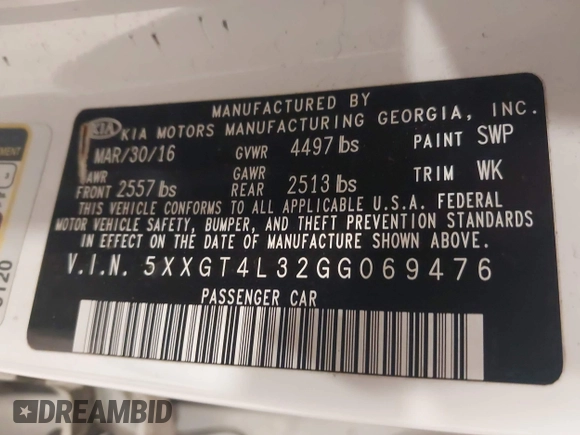 MANUFACTURED BY
KIA KIA MOTORS MANUFACTURING GEORGIA, INC.
MAR/30/16 GVWR 4497 lbs PAINT SWP
GAWR FRONT 2557 lbs GAWR REAR 2513 lbs TRIM WK
THIS VEHICLE CONFORMS TO ALL APPLICABLE U.S.A. FEDERAL
MOTOR VEHICLE SAFETY, BUMPER, AND THEFT PREVENTION STANDARDS
IN EFFECT ON THE DATE OF MANUFACTURE SHOWN ABOVE.
V.I.N. 5XXGT4L32GG069476
PASSENGER CAR
DREAMBID